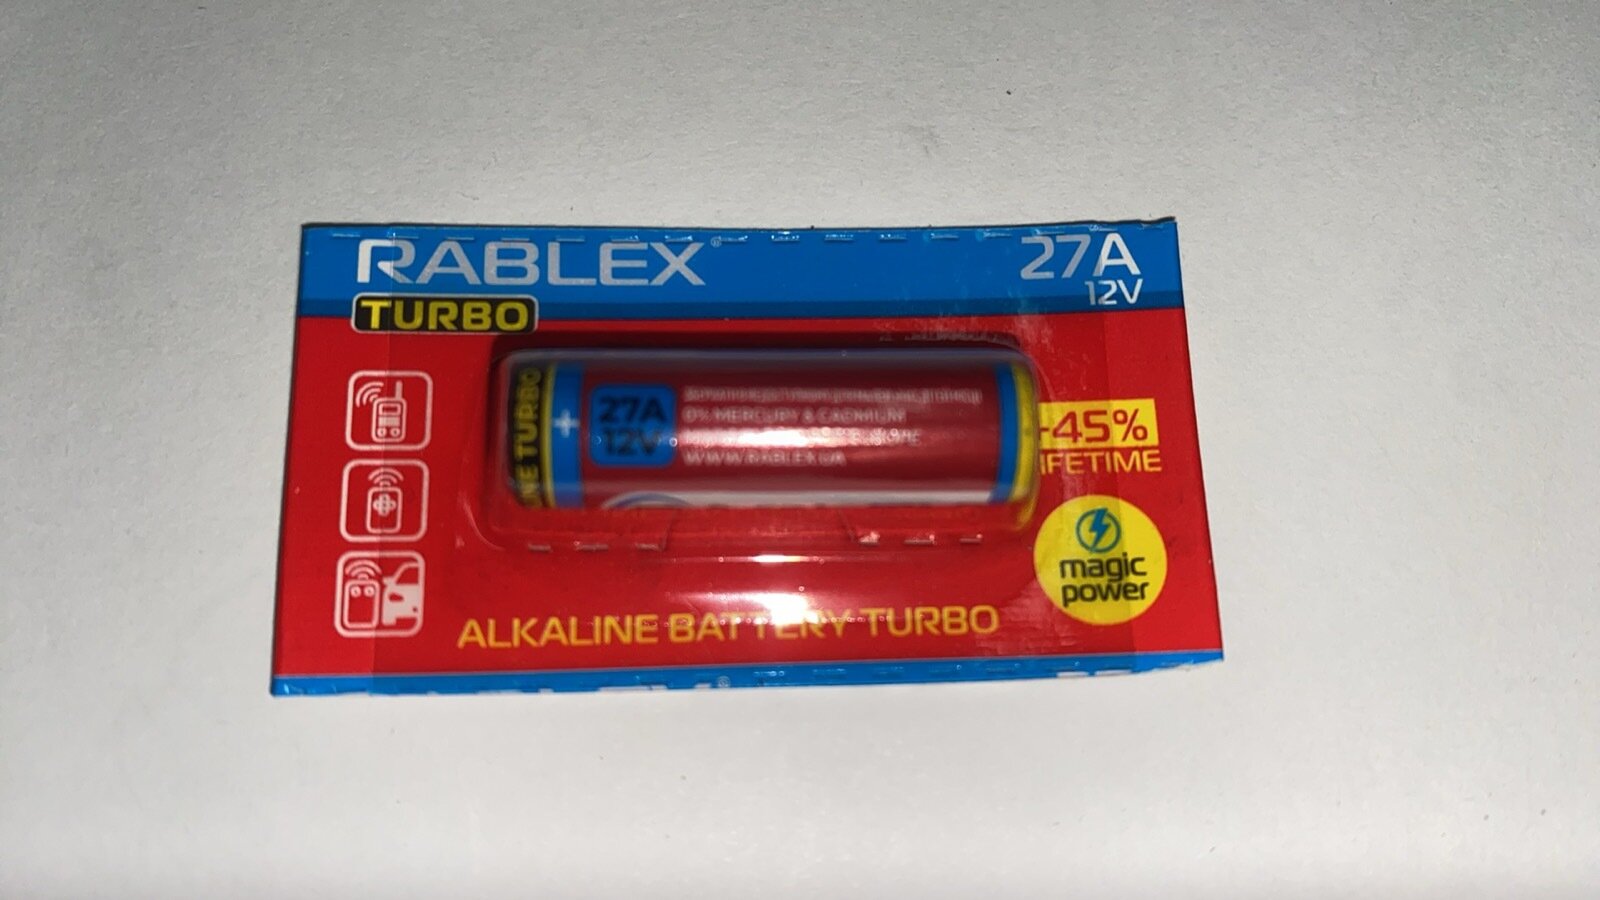 RABLEX®
27A
12V
TURBO
27A
12V
0% MERCURY & CADMIUM
WWW.RABLEX.UA
TURBO
45%
magic
power
ALKALINE BATTERY TURBO